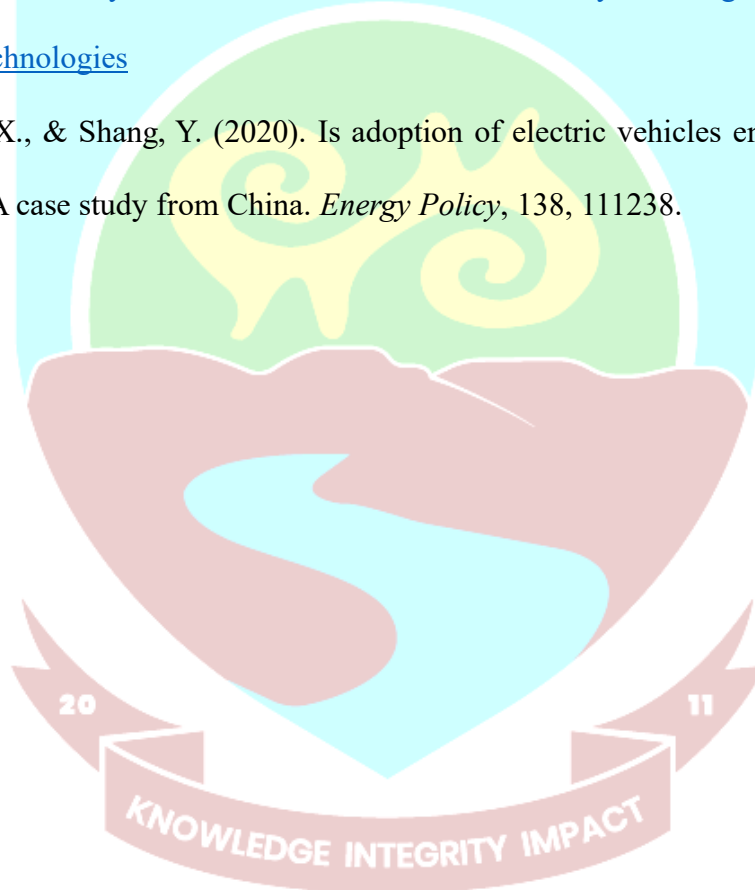 chnologies
X., & Shang, Y. (2020). Is adoption of electric vehicles
A case study from China. Energy Policy, 138, 111238.
20 11
KNOWLEDGE INTEGRITY IMPACT